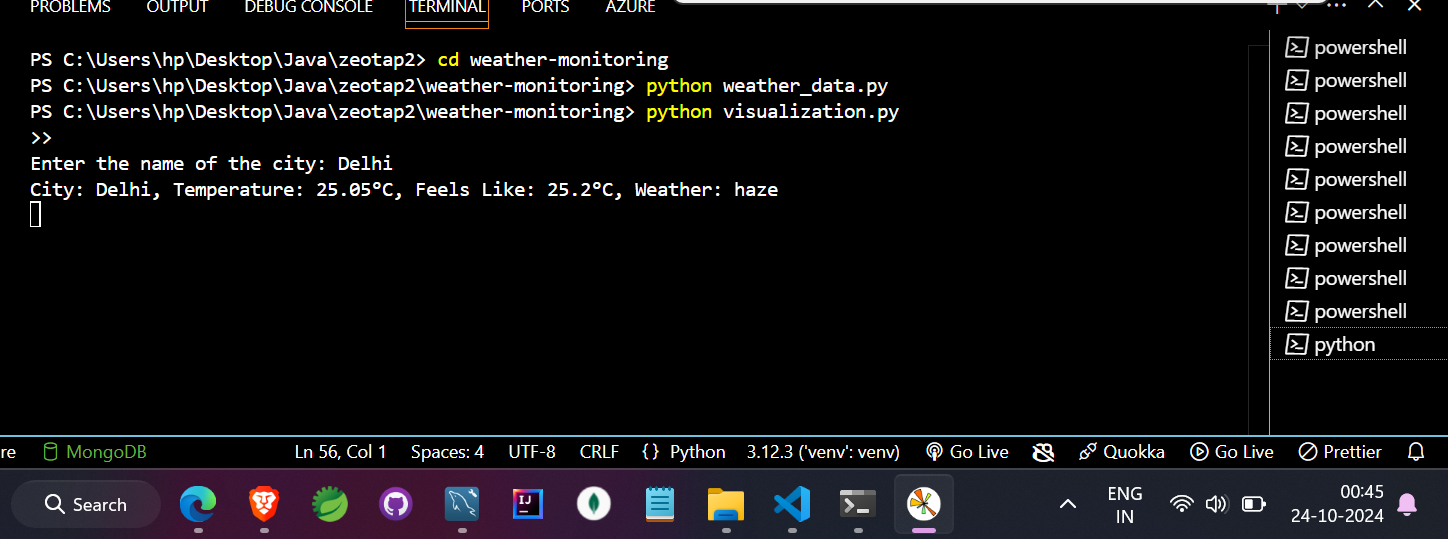 PROBLEMS OUTPUT DEBUG CONSOLE TERMINAL PORTS AZURE
PS C:\Users\hp\Desktop\Java\zeotap2> cd weather-monitoring
PS C:\Users\hp\Desktop\Java\zeotap2\weather-monitoring> python weather_data.py
PS C:\Users\hp\Desktop\Java\zeotap2\weather-monitoring> python visualization.py
>>
Enter the name of the city: Delhi
City: Delhi, Temperature: 25.05°C, Feels Like: 25.2°C, Weather: haze
powershell
powershell
powershell
powershell
powershell
powershell
powershell
powershell
powershell
python
re MongoDB Ln 56, Col 1 Spaces: 4 UTF-8 CRLF {} Python 3.12.3 ('venv': venv) Go Live Quokka Go Live Prettier
Search
IJ
ENG
IN
00:45
24-10-2024